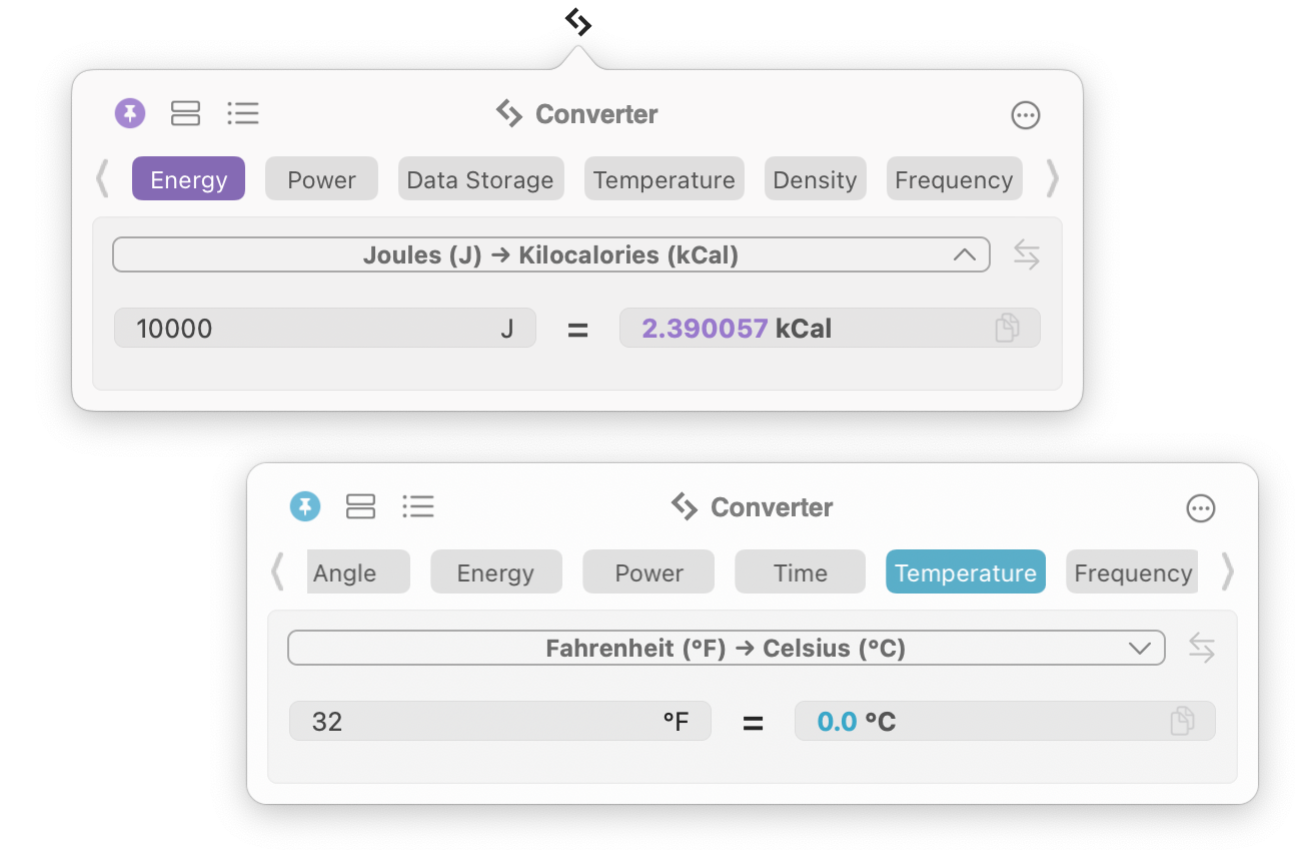 Converter
Energy Power Data Storage Temperature Density Frequency
Joules (J) → Kilocalories (kCal)
10000 J = 2.390057 kCal
Converter
Angle Energy Power Time Temperature Frequency
Fahrenheit (°F) → Celsius (°C)
32 °F = 0.0 °C